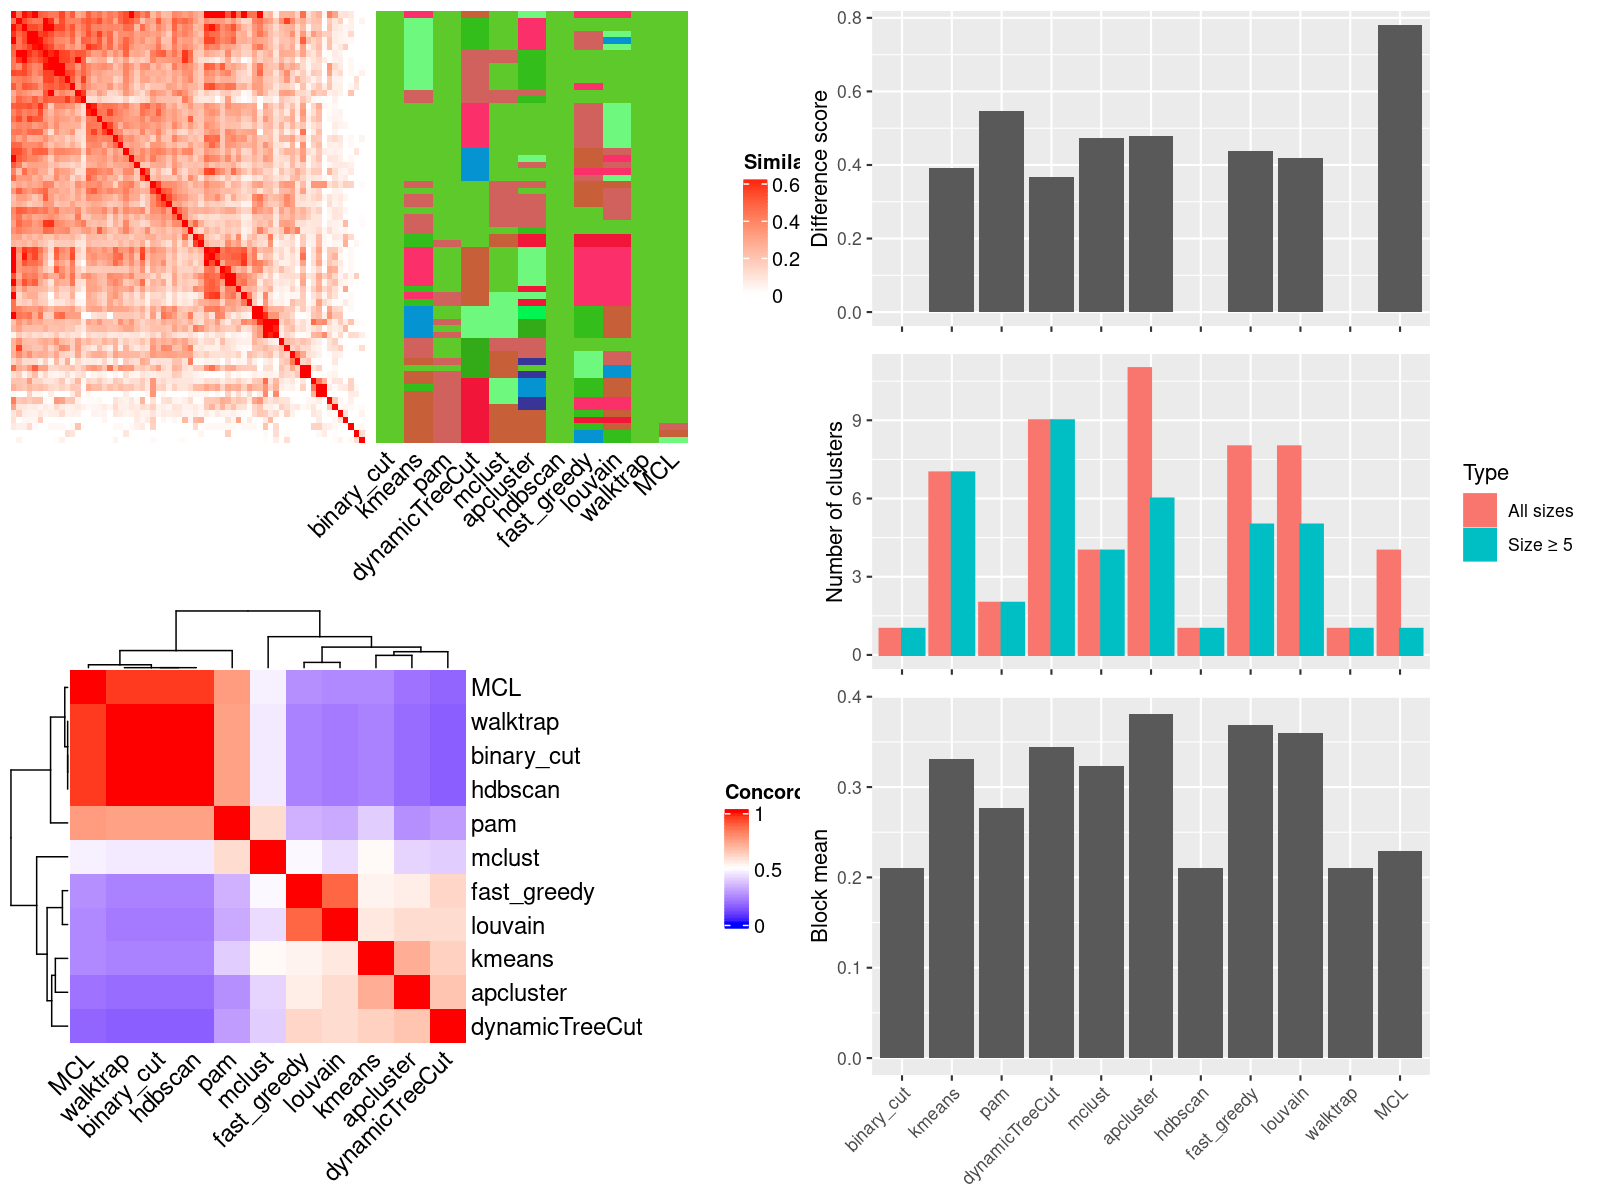 Simila
0.6
0.4
0.2
0
binary_cut
kmeans
pam
dynamicTreeCut
mclust
apcluster
hdbscan
fast_greedy
louvain
walktrap
MCL
Difference score
0.8
0.6
0.4
0.2
0.0
Number of clusters
9
6
3
0
Type
All sizes
Size ≥ 5
MCL
walktrap
binary_cut
hdbscan
pam
mclust
fast_greedy
louvain
kmeans
apcluster
dynamicTreeCut
MCL
walktrap
binary_cut
hdbscan
pam
mclust
fast_greedy
louvain
kmeans
apcluster
dynamicTreeCut
Concord
1
0.5
0
Block mean
0.4
0.3
0.2
0.1
0.0
binary_cut
kmeans
pam
dynamicTreeCut
mclust
apcluster
hdbscan
fast_greedy
louvain
walktrap
MCL